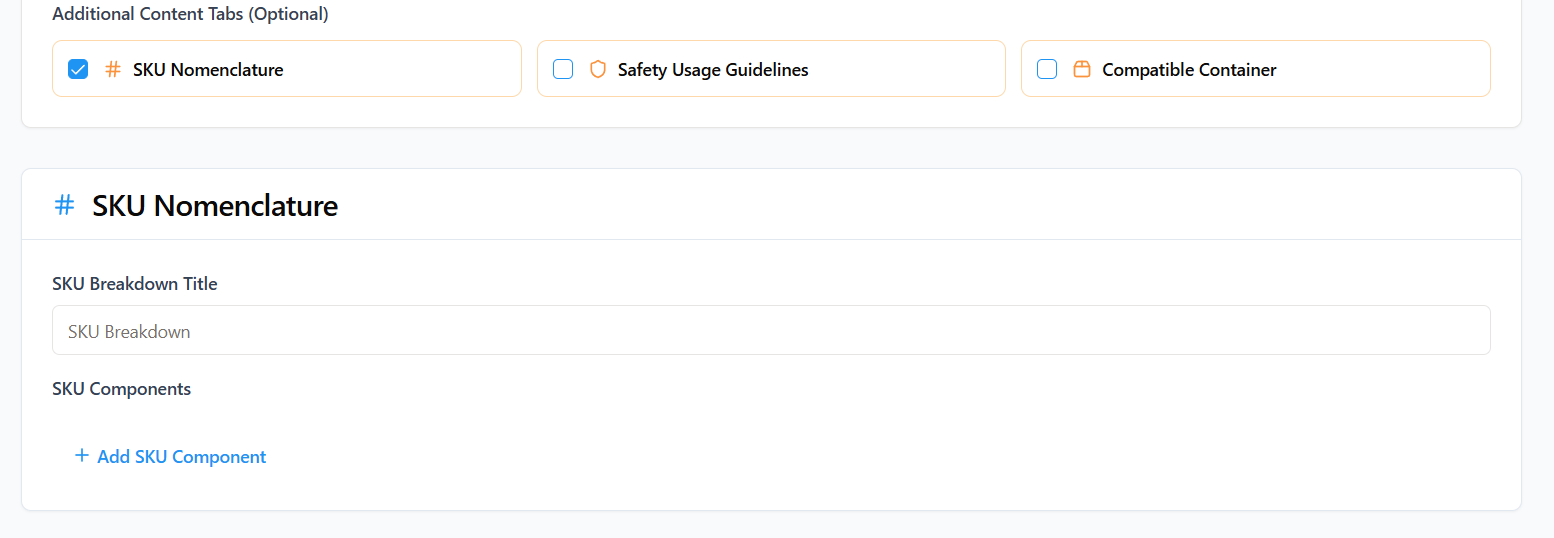 Additional Content Tabs (Optional)
SKU Nomenclature
Safety Usage Guidelines
Compatible Container
SKU Nomenclature
SKU Breakdown Title
SKU Breakdown
SKU Components
+ Add SKU Component